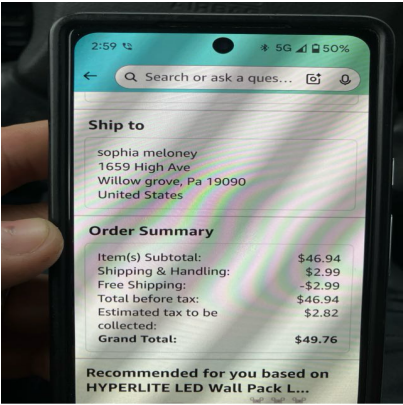 AIRBAG
2:59 5G 50%
Search or ask a ques...
Ship to
sophia meloney
1659 High Ave
Willow grove, Pa 19090
United States
Order Summary
Item(s) Subtotal: $46.94
Shipping & Handling: $2.99
Free Shipping: -$2.99
Total before tax: $46.94
Estimated tax to be $2.82
collected:
Grand Total: $49.76
Recommended for you based on
HYPERLITE LED Wall Pack L...